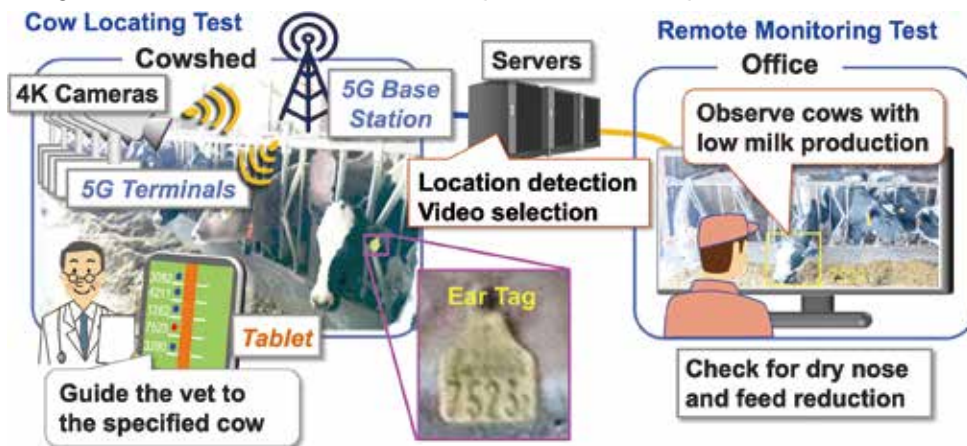 Cow Locating Test
Cowshed
4K Cameras
5G Base
Station
5G Terminals
Servers
Location detection
Video selection
Remote Monitoring Test
Office
Observe cows with
low milk production
Ear Tag
7523
Tablet
Guide the vet to
the specified cow
Check for dry nose
and feed reduction